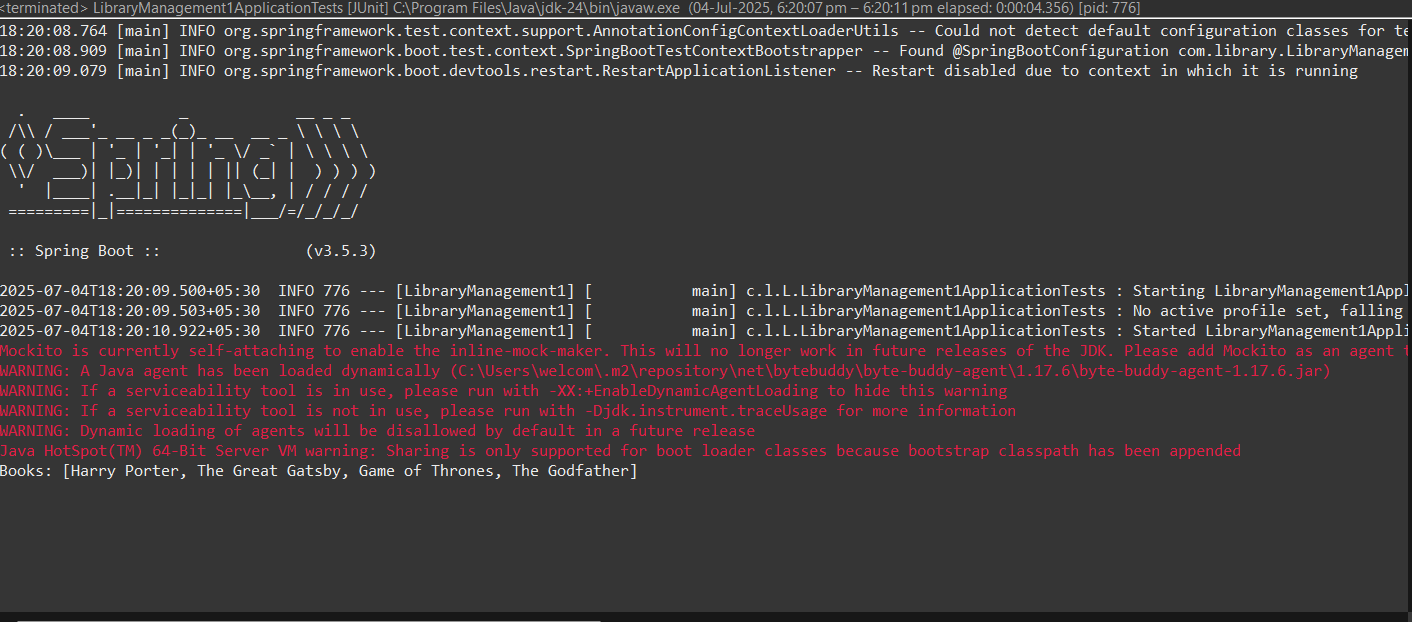 <terminated> LibraryManagement1ApplicationTests [JUnit] C:\Program Files\Java\jdk-24\bin\javaw.exe (04-Jul-2025, 6:20:07 pm – 6:20:11 pm elapsed: 0:00:04.356) [pid: 776]
18:20:08.764 [main] INFO org.springframework.test.context.support.AnnotationConfigContextLoaderUtils -- Could not detect default configuration classes for te
18:20:08.909 [main] INFO org.springframework.boot.test.context.SpringBootTestContextBootstrapper -- Found @SpringBootConfiguration com.library.LibraryManagem
18:20:09.079 [main] INFO org.springframework.boot.devtools.restart.RestartApplicationListener -- Restart disabled due to context in which it is running
  .   ____          _            __ _ _
 /\\ / ___'_ __ _ _(_)_ __  __ _ \ \ \ \
( ( )\___ | '_ | '_| | '_ \/ _` | \ \ \ \
 \\/  ___)| |_)| | | | | || (_| |  ) ) ) )
  '  |____| .__|_| |_|_| |_\__, | / / / /
 =========|_|==============|___/=/_/_/_/
:: Spring Boot ::                (v3.5.3)
2025-07-04T18:20:09.500+05:30  INFO 776 --- [LibraryManagement1] [           main] c.l.L.LibraryManagement1ApplicationTests : Starting LibraryManagement1Appl
2025-07-04T18:20:09.503+05:30  INFO 776 --- [LibraryManagement1] [           main] c.l.L.LibraryManagement1ApplicationTests : No active profile set, falling
2025-07-04T18:20:10.922+05:30  INFO 776 --- [LibraryManagement1] [           main] c.l.L.LibraryManagement1ApplicationTests : Started LibraryManagement1Appli
Mockito is currently self-attaching to enable the inline-mock-maker. This will no longer work in future releases of the JDK. Please add Mockito as an agent t
WARNING: A Java agent has been loaded dynamically (C:\Users\welcom\.m2\repository\net\bytebuddy\byte-buddy-agent\1.17.6\byte-buddy-agent-1.17.6.jar)
WARNING: If a serviceability tool is in use, please run with -XX:+EnableDynamicAgentLoading to hide this warning
WARNING: If a serviceability tool is not in use, please run with -Djdk.instrument.traceUsage for more information
WARNING: Dynamic loading of agents will be disallowed by default in a future release
Java HotSpot(TM) 64-Bit Server VM warning: Sharing is only supported for boot loader classes because bootstrap classpath has been appended
Books: [Harry Porter, The Great Gatsby, Game of Thrones, The Godfather]